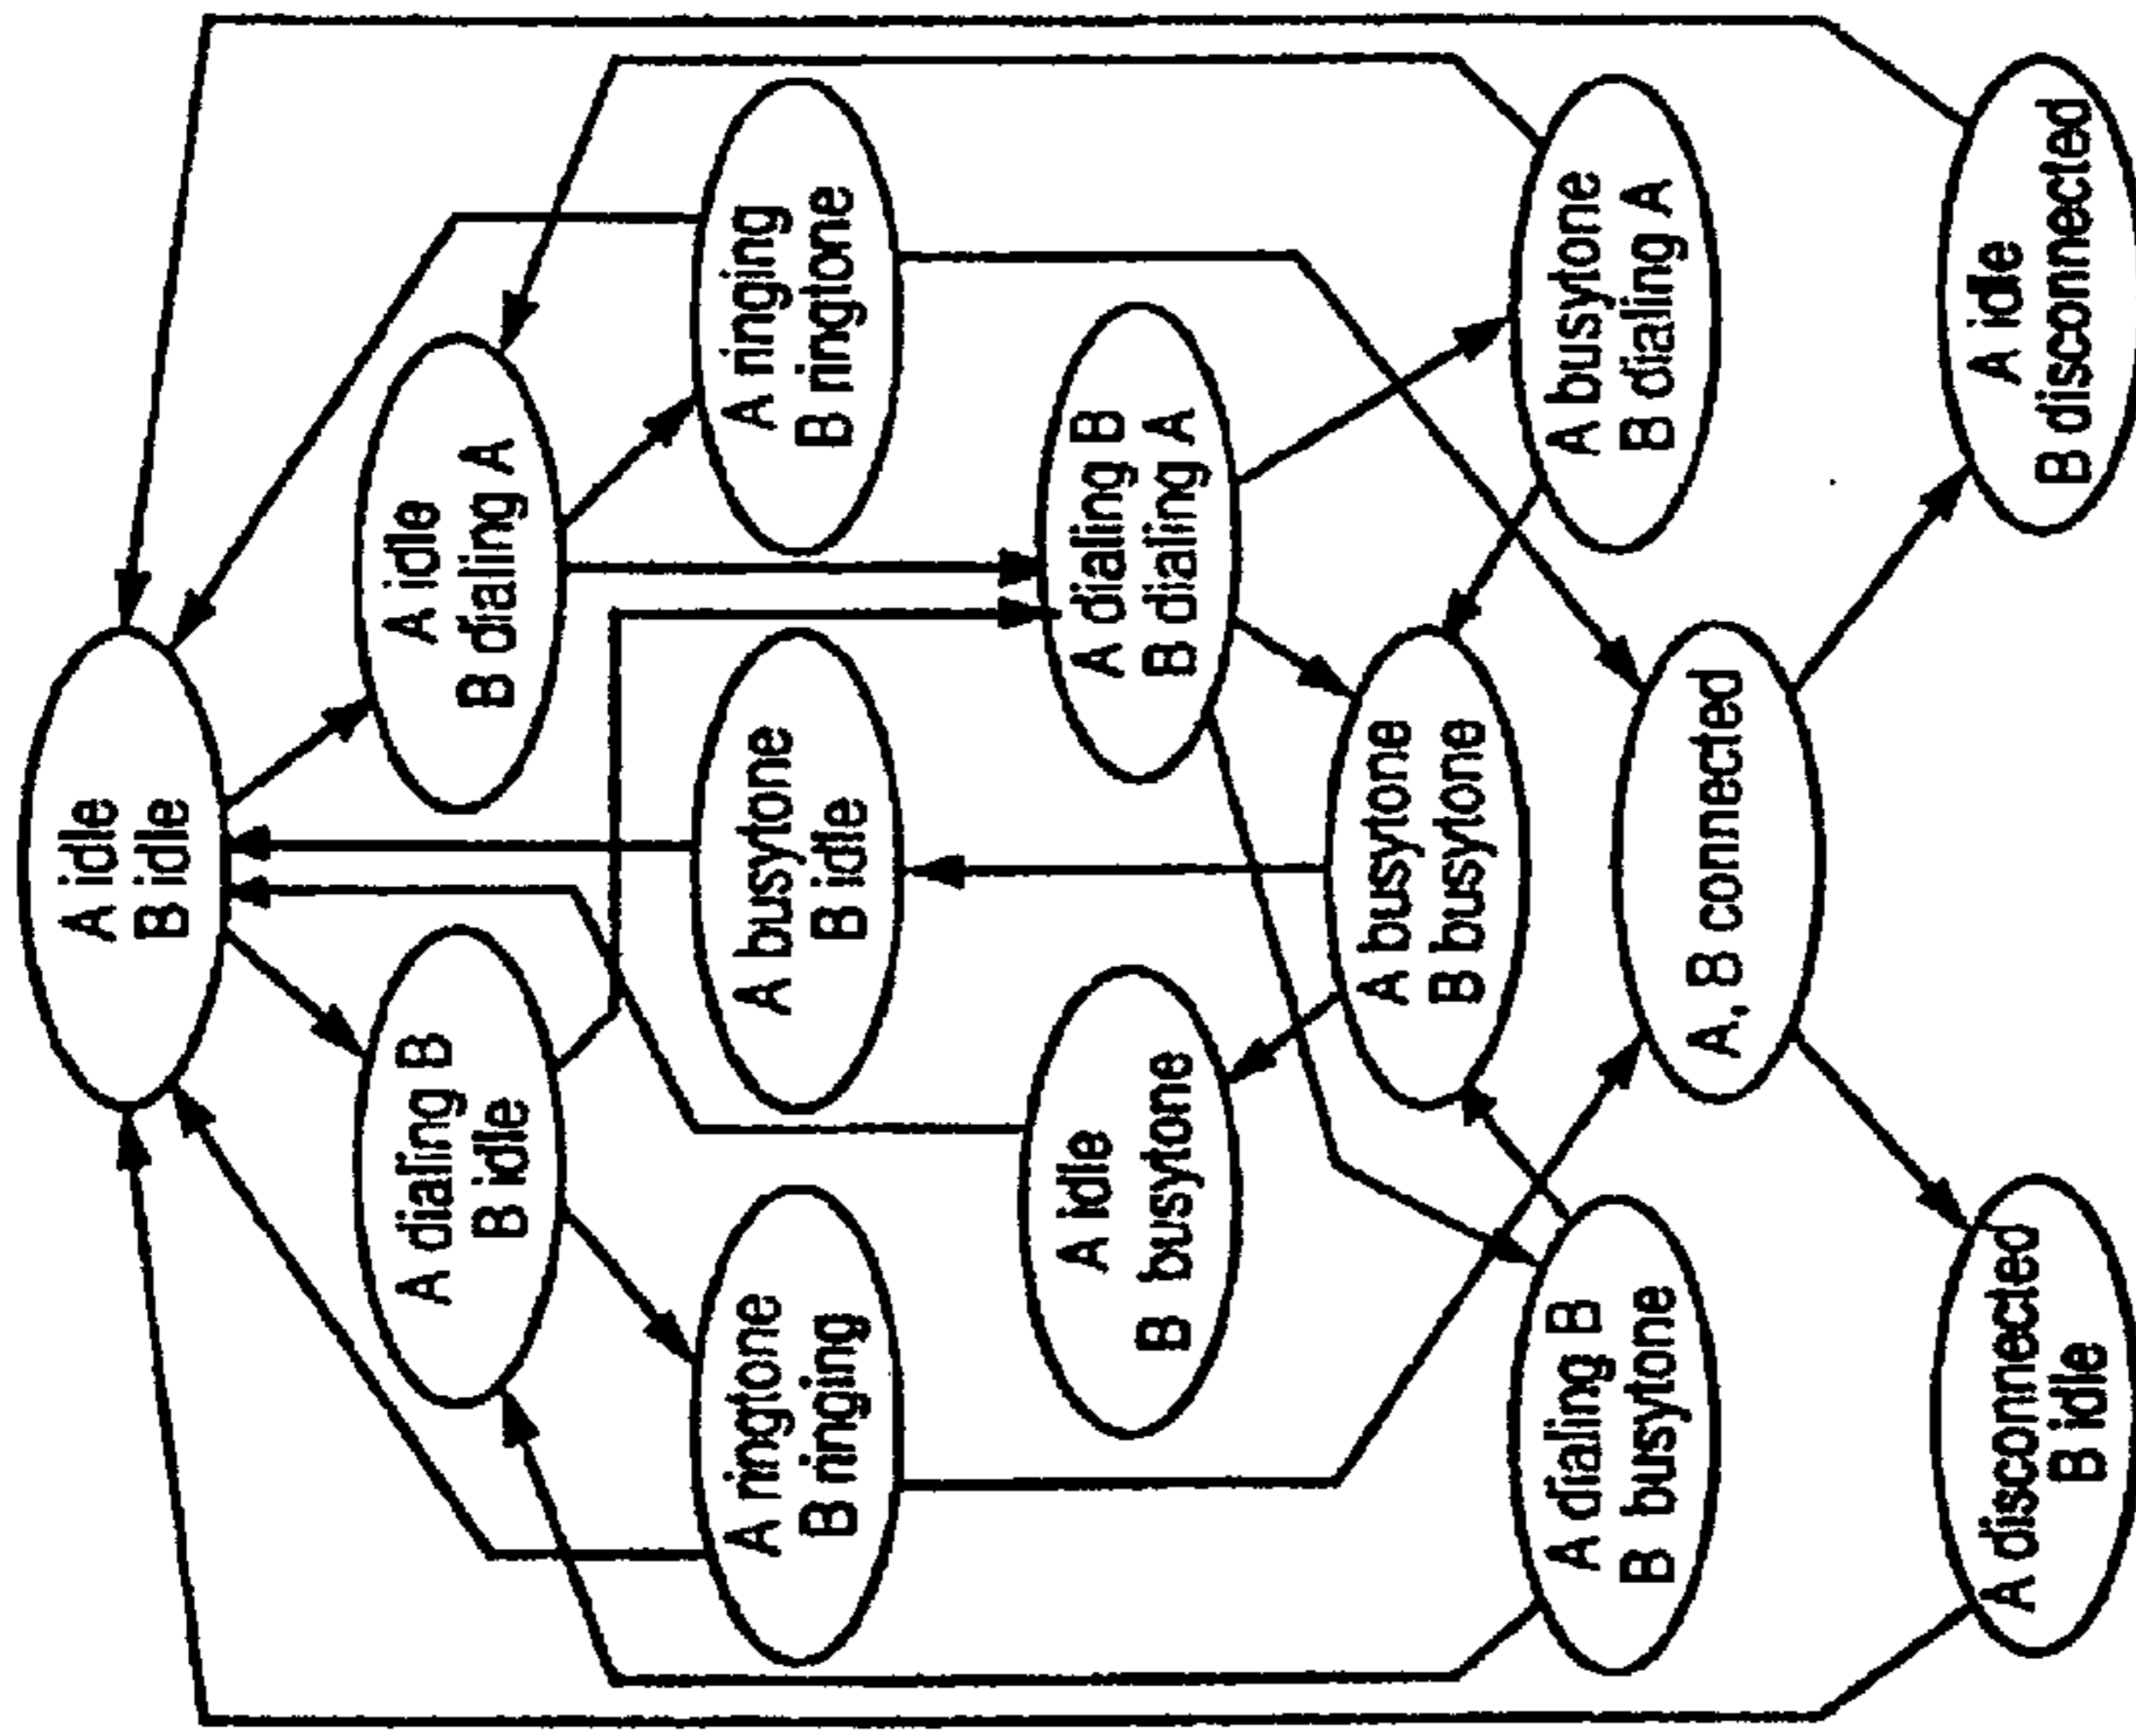 A idle
B idle
A dialing B
B idle
A idle
B dialing A
A ringtone
B ringing
A busytone
B idle
A ringing
B ringtone
A idle
B busytone
A dialing B
B dialing A
A busytone
B busytone
A dialing B
B busytone
A busytone
B dialing A
A, B connected
A disconnected
B idle
A idle
B disconnected